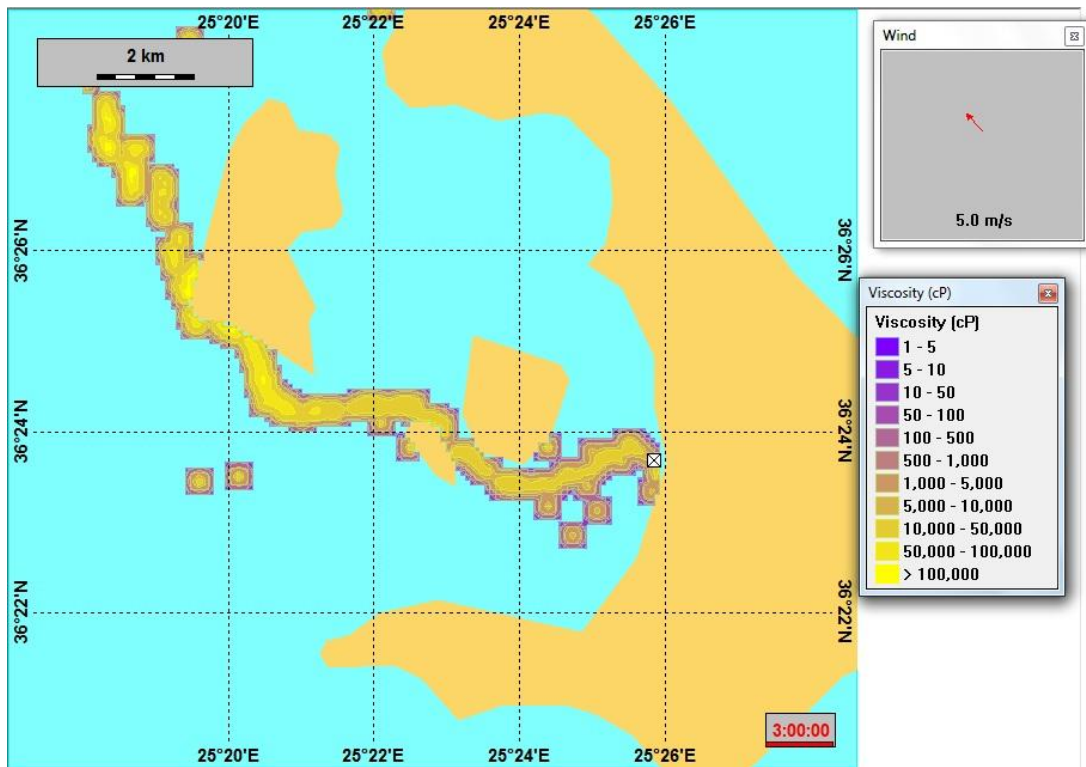 25°20'E 25°22'E 25°24'E 25°26'E
2 km
36°26'N 36°26'N
36°24'N 36°24'N
36°22'N 36°22'N
3:00:00
25°20'E 25°22'E 25°24'E 25°26'E
Wind
5.0 m/s
Viscosity (cP)
Viscosity (cP)
1 - 5
5 - 10
10 - 50
50 - 100
100 - 500
500 - 1,000
1,000 - 5,000
5,000 - 10,000
10,000 - 50,000
50,000 - 100,000
> 100,000